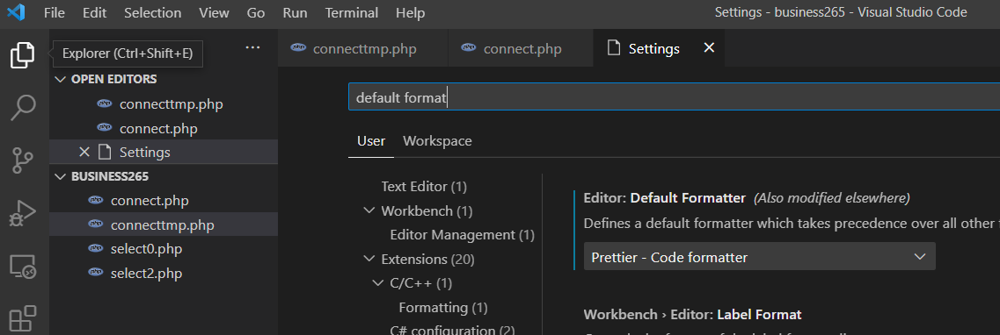 File Edit Selection View Go Run Terminal Help Settings - business265 - Visual Studio Code
Explorer (Ctrl+Shift+E) ...
connecttmp.php connect.php Settings
OPEN EDITORS
connecttmp.php
connect.php
Settings
BUSINESS265
connect.php
connecttmp.php
select0.php
select2.php
default format
User Workspace
Text Editor (1)
Workbench (1)
Editor Management (1)
Extensions (20)
C/C++ (1)
Formatting (1)
C# configuration (2)
Editor: Default Formatter (Also modified elsewhere)
Defines a default formatter which takes precedence over all other
Prettier - Code formatter
Workbench › Editor: Label Format